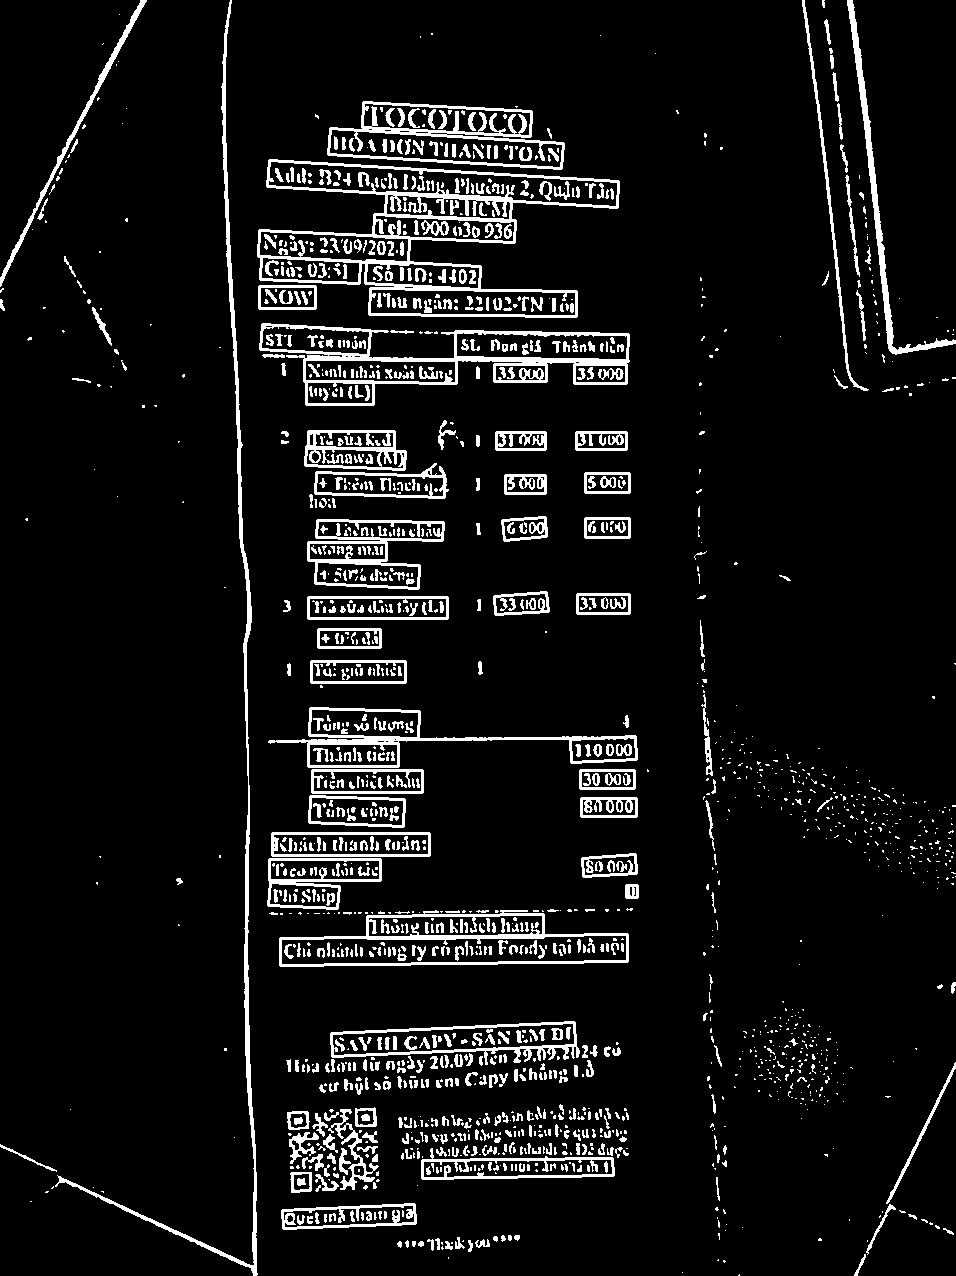 TOCOTOCO
HÓA ĐƠN THANH TOÁN
Add: B24 Bạch Đằng, Phường 2, Quận Tân
Bình, TP.HCM
Tel: 1900 636 936
Ngày: 23/09/2024
Giờ: 03:51 Số HD: 4402
NOW Thu ngân: 22102-TN Tối
STT Tên món SL Đơn giá Thành tiền
1 Xanh nhài xoài băng 1 35 000 35 000
tuyết (L)
2 Trà sữa kem 1 31 000 31 000
Okinawa (M)
+ Thêm Thạch 1 5 000 5 000
hoa
+ Thêm trân châu 1 6 000 6 000
sương mai
+ 50% đường
3 Trà sữa dâu tây (L) 1 33 000 33 000
+ 0% đá
4 Túi giữ nhiệt 1
Tổng số lượng 4
Thành tiền 110 000
Tiền chiết khấu 30 000
Tổng cộng 80 000
Khách thanh toán:
Treo nợ đối tác 80 000
Phí Ship 0
Thông tin khách hàng
Chi nhánh công ty cổ phần Foody tại hà nội
SAY HI CAPY - SĂN EM ĐI
Hóa đơn từ ngày 20.09 đến 29.09.2024 có
cơ hội sở hữu em Capy Khổng Lồ
Khách hàng có phản hồi về thái độ và
dịch vụ vui lòng xin liên hệ qua tổng
đài. 1900.63.69.36 nhánh 2. Để được
Quét mã tham gia
**** Thank you ****